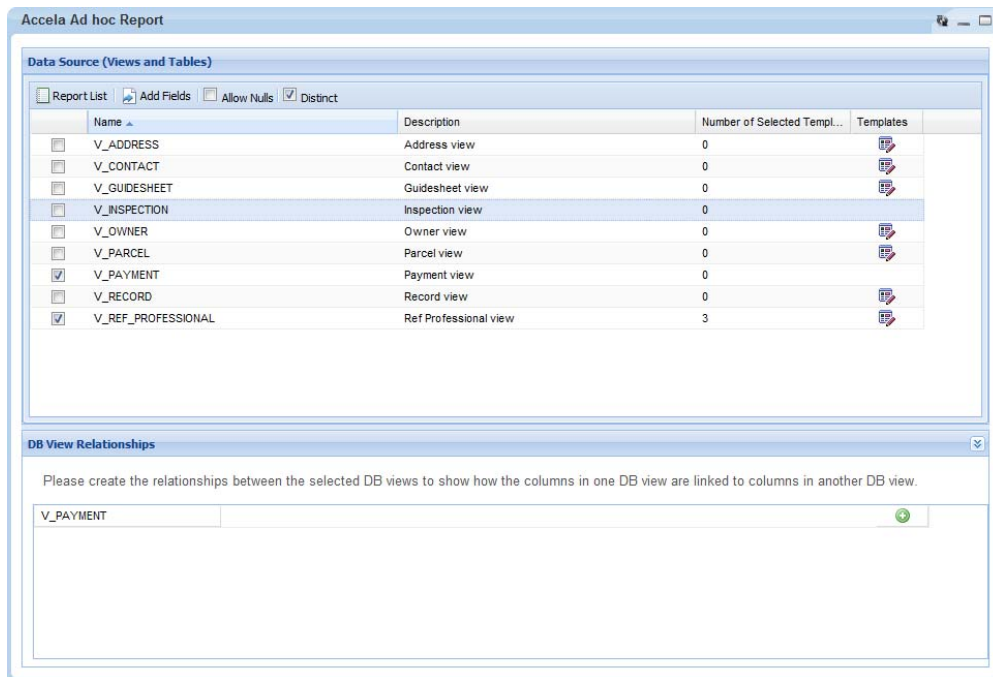 Accela Ad hoc Report
Data Source (Views and Tables)
Report List Add Fields Allow Nulls Distinct
Name Description Number of Selected Templ... Templates
V_ADDRESS Address view 0
V_CONTACT Contact view 0
V_GUIDESHEET Guidesheet view 0
V_INSPECTION Inspection view 0
V_OWNER Owner view 0
V_PARCEL Parcel view 0
V_PAYMENT Payment view 0
V_RECORD Record view 0
V_REF_PROFESSIONAL Ref Professional view 3
DB View Relationships
Please create the relationships between the selected DB views to show how the columns in one DB view are linked to columns in another DB view.
V_PAYMENT